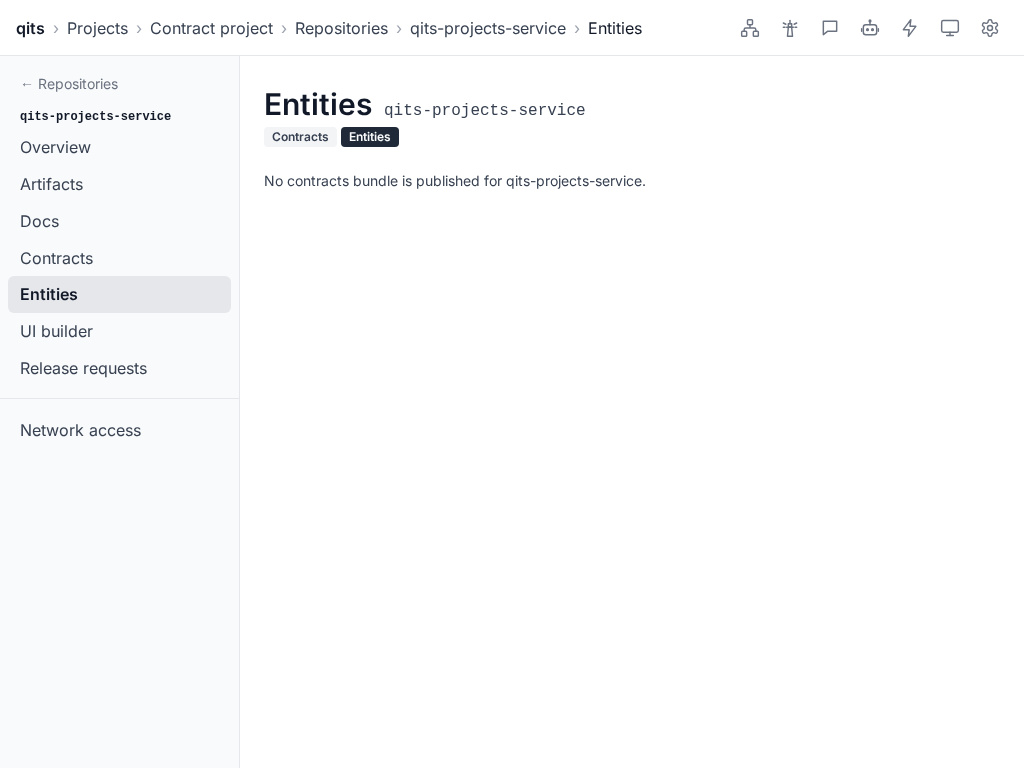 qits › Projects › Contract project › Repositories › qits-projects-service › Entities
← Repositories
qits-projects-service
Overview
Artifacts
Docs
Contracts
Entities
UI builder
Release requests
Network access
Entities qits-projects-service
Contracts Entities
No contracts bundle is published for qits-projects-service.